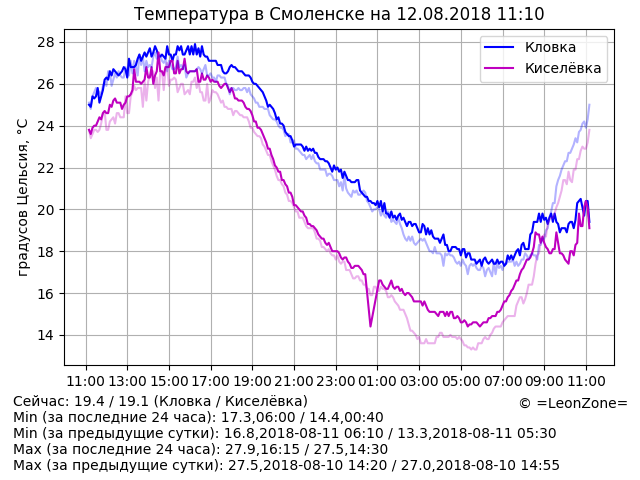 Температура в Смоленске на 12.08.2018 11:10
Кловка
Киселёвка
градусов Цельсия, °C
28
26
24
22
20
18
16
14
11:00 13:00 15:00 17:00 19:00 21:00 23:00 01:00 03:00 05:00 07:00 09:00 11:00
Сейчас: 19.4 / 19.1 (Кловка / Киселёвка)
© =LeonZone=
Min (за последние 24 часа): 17.3,06:00 / 14.4,00:40
Min (за предыдущие сутки): 16.8,2018-08-11 06:10 / 13.3,2018-08-11 05:30
Max (за последние 24 часа): 27.9,16:15 / 27.5,14:30
Max (за предыдущие сутки): 27.5,2018-08-10 14:20 / 27.0,2018-08-10 14:55